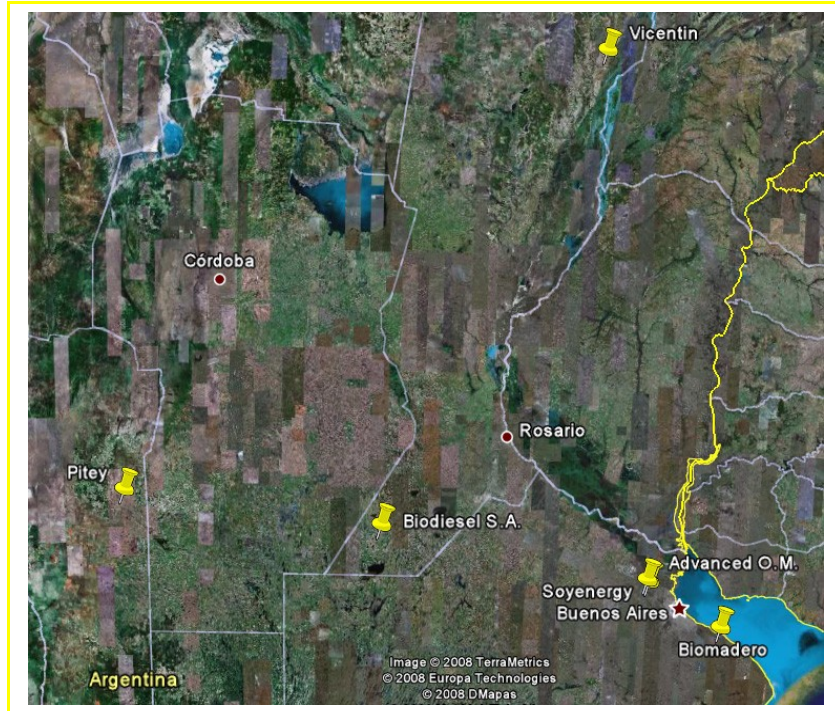 Vicentin
Córdoba
Rosario
Pitey
Biodiesel S.A.
Advanced O.M.
Soyenergy
Buenos Aires
Biomadero
Argentina
Image © 2008 TerraMetrics
© 2008 Europa Technologies
© 2008 DMapas